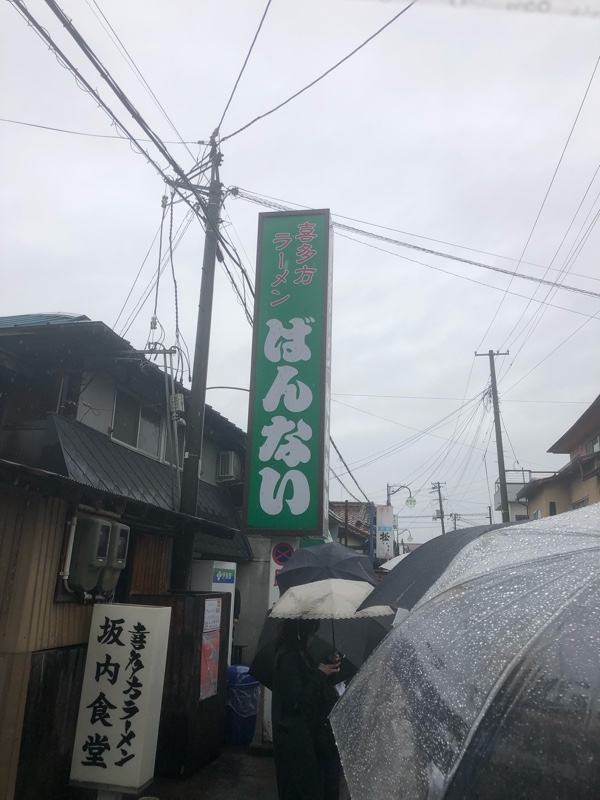 喜多方
ラーメン
ばんない
喜多方ラーメン
坂内食堂
松